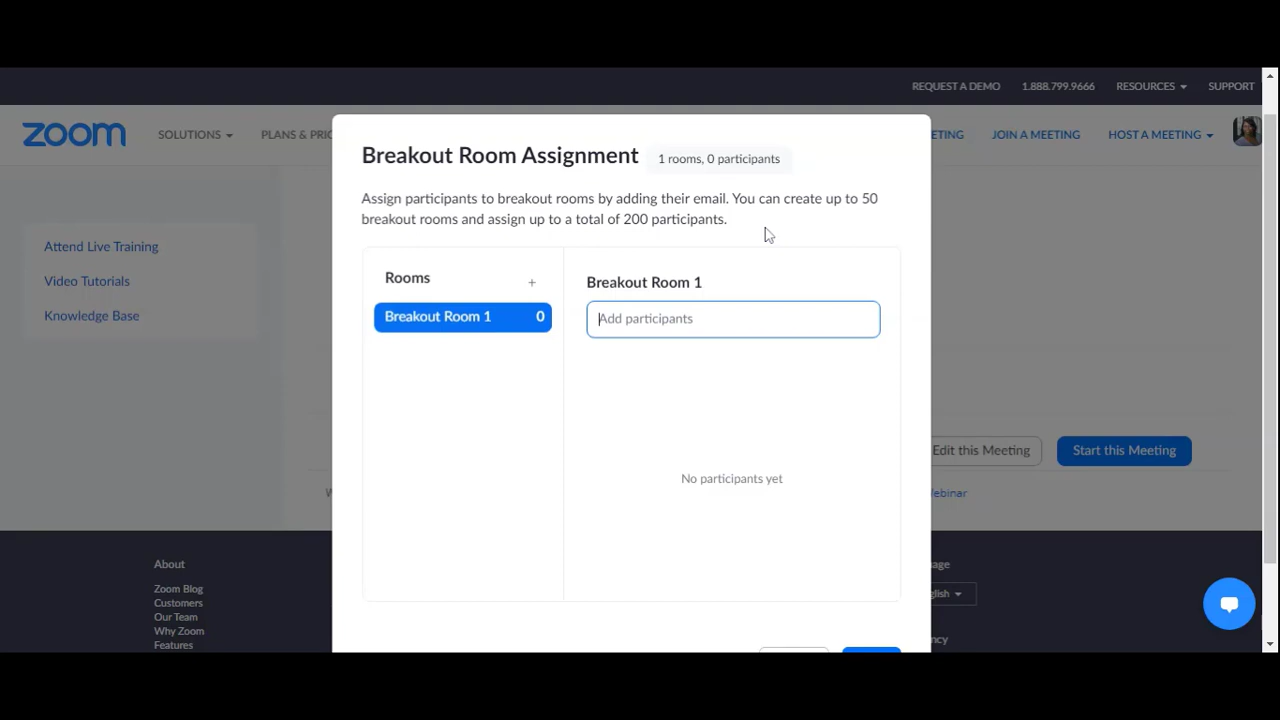 REQUEST A DEMO 1.888.799.9666 RESOURCES SUPPORT
zoom SOLUTIONS PLANS & JOIN A MEETING HOST A MEETING
Breakout Room Assignment 1 rooms, 0 participants
Assign participants to breakout rooms by adding their email. You can create up to 50
breakout rooms and assign up to a total of 200 participants.
Attend Live Training
Video Tutorials
Knowledge Base
Rooms +
Breakout Room 1 0
Breakout Room 1
Add participants
No participants yet
Edit this Meeting Start this Meeting
About
Zoom Blog
Customers
Our Team
Why Zoom
Features